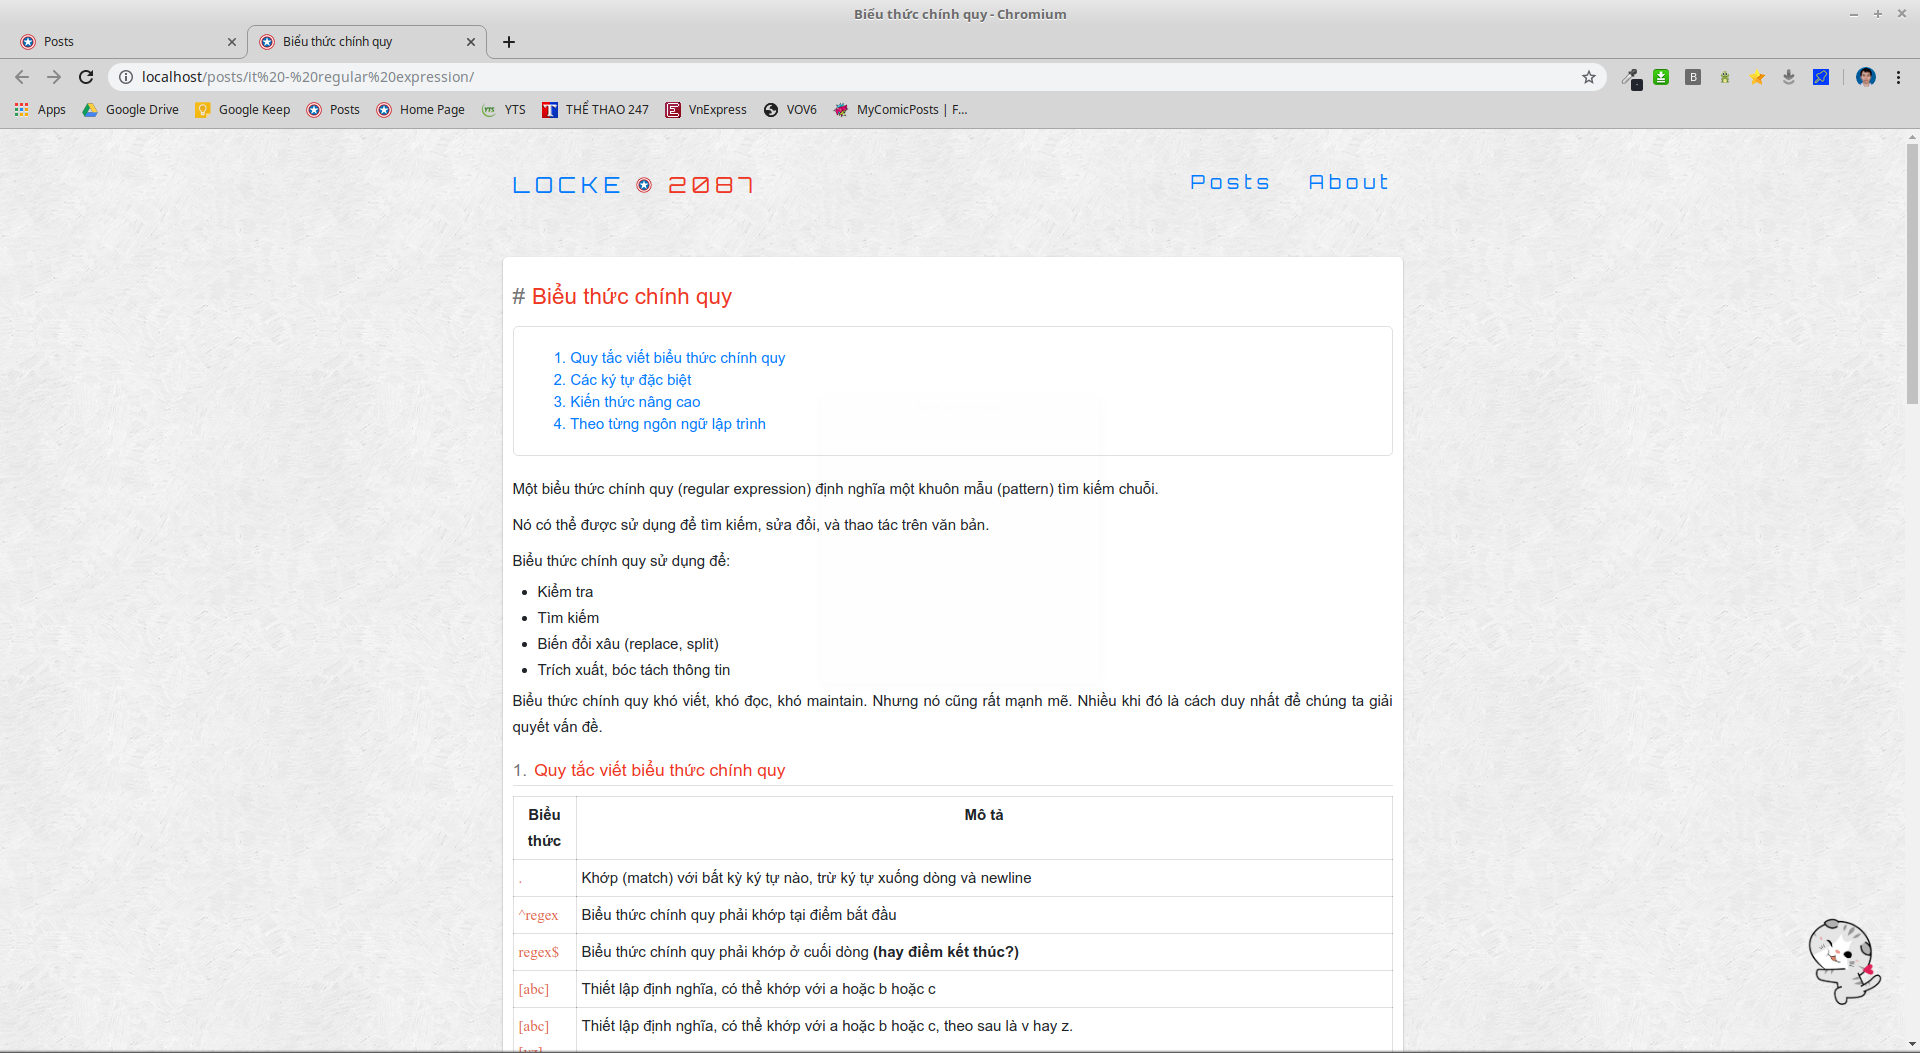 Biểu thức chính quy - Chromium
Posts
Biểu thức chính quy
localhost/posts/it%20-%20regular%20expression/
B
Apps
Google Drive
Google Keep
Posts
Home Page
YTS
THỂ THAO 247
VnExpress
VOV6
MyComicPosts | F...
LOCKE 2087
Posts
About
# Biểu thức chính quy
1. Quy tắc viết biểu thức chính quy
2. Các ký tự đặc biệt
3. Kiến thức nâng cao
4. Theo từng ngôn ngữ lập trình
Một biểu thức chính quy (regular expression) định nghĩa một khuôn mẫu (pattern) tìm kiếm chuỗi.
Nó có thể được sử dụng để tìm kiếm, sửa đổi, và thao tác trên văn bản.
Biểu thức chính quy sử dụng để:
• Kiểm tra
• Tìm kiếm
• Biến đổi xâu (replace, split)
• Trích xuất, bóc tách thông tin
Biểu thức chính quy khó viết, khó đọc, khó maintain. Nhưng nó cũng rất mạnh mẽ. Nhiều khi đó là cách duy nhất để chúng ta giải
quyết vấn đề.
1. Quy tắc viết biểu thức chính quy
Biểu thức
Mô tả
. Khớp (match) với bất kỳ ký tự nào, trừ ký tự xuống dòng và newline
^regex Biểu thức chính quy phải khớp tại điểm bắt đầu
regex$ Biểu thức chính quy phải khớp ở cuối dòng (hay điểm kết thúc?)
[abc] Thiết lập định nghĩa, có thể khớp với a hoặc b hoặc c
[abc] Thiết lập định nghĩa, có thể khớp với a hoặc b hoặc c, theo sau là v hay z.